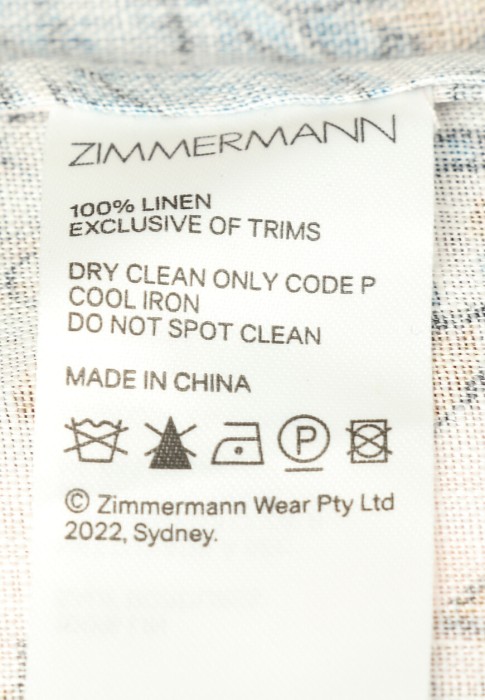 ZIMMERMANN
100% LINEN
EXCLUSIVE OF TRIMS
DRY CLEAN ONLY CODE P
COOL IRON
DO NOT SPOT CLEAN
MADE IN CHINA
P
© Zimmermann Wear Pty Ltd
2022, Sydney.